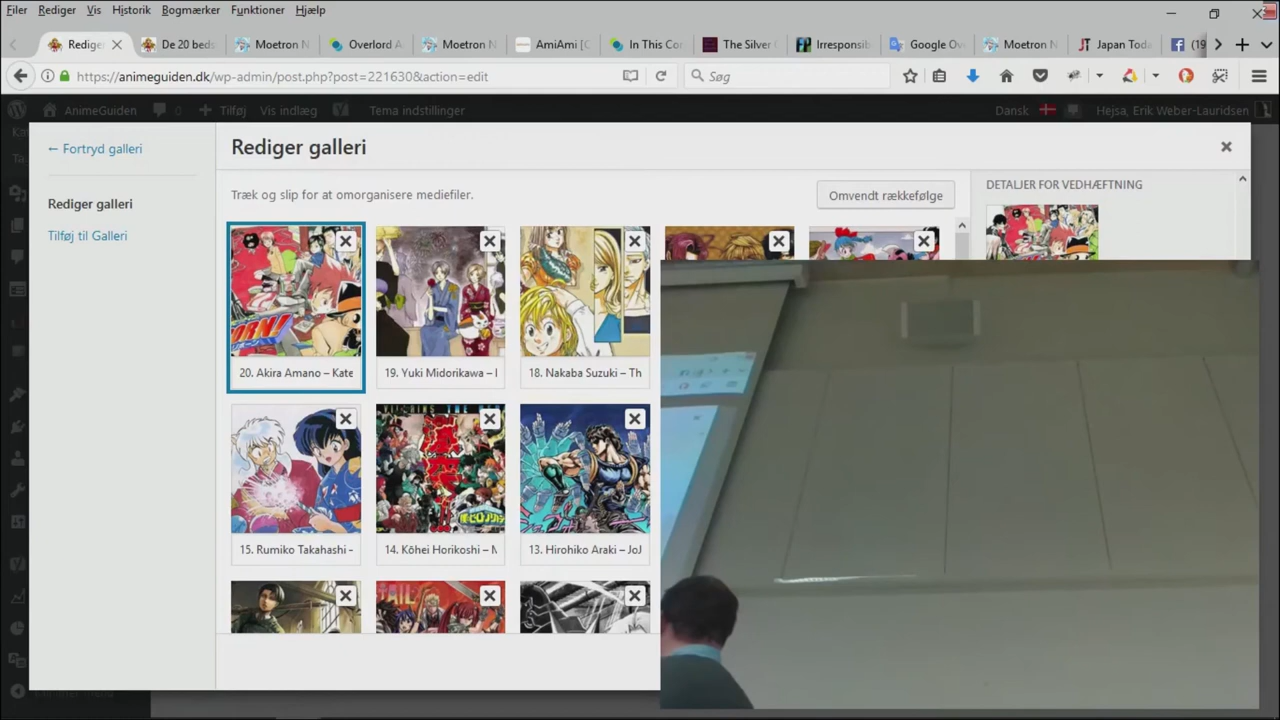 Filer Rediger Vis Historik Bogmærker Funktioner Hjælp
Rediger De 20 beds Moetron N Overlord A Moetron N AmiAmi [C In This Cor The Silver G Irresponsib Google Ov Moetron N Japan Toda (19
https://animeguiden.dk/wp-admin/post.php?post=221630&action=edit Søg
AnimeGuiden 0 Tilføj Vis indlæg Tema indstillinger Dansk Hejsa, Erik Weber-Lauridsen
← Fortryd galleri
Rediger galleri
Tilføj til Galleri
Rediger galleri
Træk og slip for at omorganisere mediefiler.
Omvendt rækkefølge
DETALJER FOR VEDHÆFTNING
20. Akira Amano – Kate 19. Yuki Midorikawa – 18. Nakaba Suzuki – Th
15. Rumiko Takahashi – 14. Kōhei Horikoshi – M 13. Hirohiko Araki – JoJ